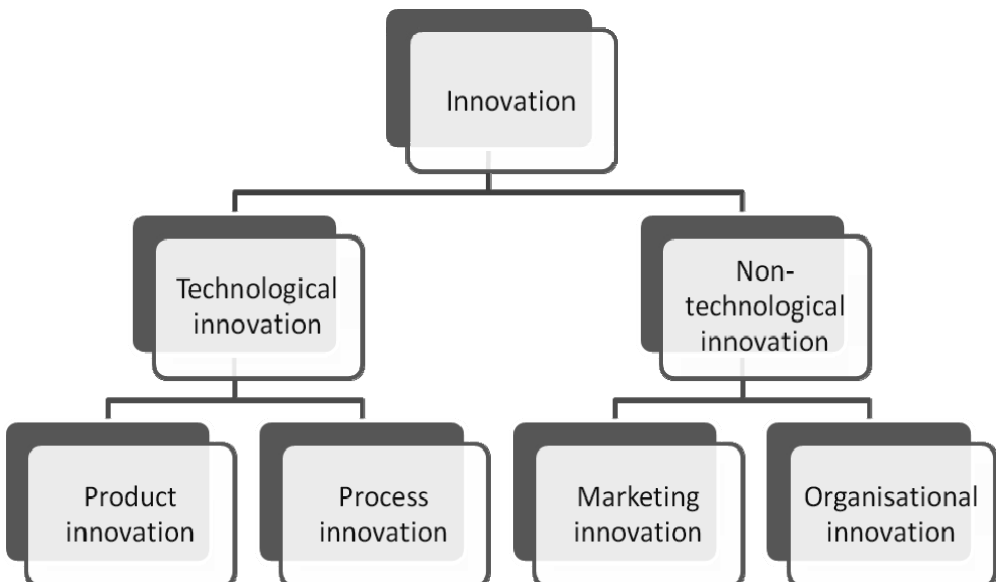 Innovation
Technological
innovation
Non-
technological
innovation
Product
innovation
Process
innovation
Marketing
innovation
Organisational
innovation